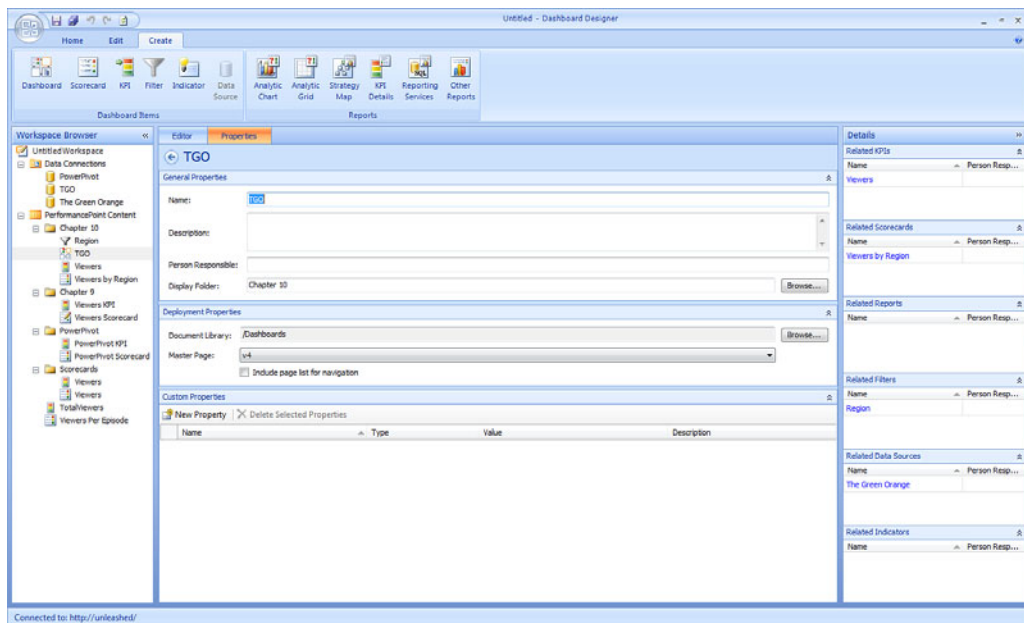 Untitled - Dashboard Designer
Home Edit Create
Dashboard Scorecard KPI Filter Indicator Data Source Analytic Chart Analytic Grid Strategy Map KPI Details Reporting Services Other Reports
Dashboard Items Reports
Workspace Browser «
Untitled Workspace
Data Connections
PowerPivot
TGO
The Green Orange
PerformancePoint Content
Chapter 10
Region
TGO
Viewers
Viewers by Region
Chapter 9
Viewers KPI
Viewers Scorecard
PowerPivot
PowerPivot KPI
PowerPivot Scorecard
Scorecards
Viewers
Viewers
TotalViewers
Viewers Per Episode
Editor Properties
TGO
General Properties
Name: TGO
Description:
Person Responsible:
Display Folder: Chapter 10 Browse...
Deployment Properties
Document Library: /Dashboards Browse...
Master Page: v4
Include page list for navigation
Custom Properties
New Property Delete Selected Properties
Name Type Value Description
Details »
Related KPIs
Name Person Resp...
Viewers
Related Scorecards
Name Person Resp...
Viewers by Region
Related Reports
Name Person Resp...
Related Filters
Name Person Resp...
Region
Related Data Sources
Name Person Resp...
The Green Orange
Related Indicators
Name Person Resp...
Connected to: http://unleashed/